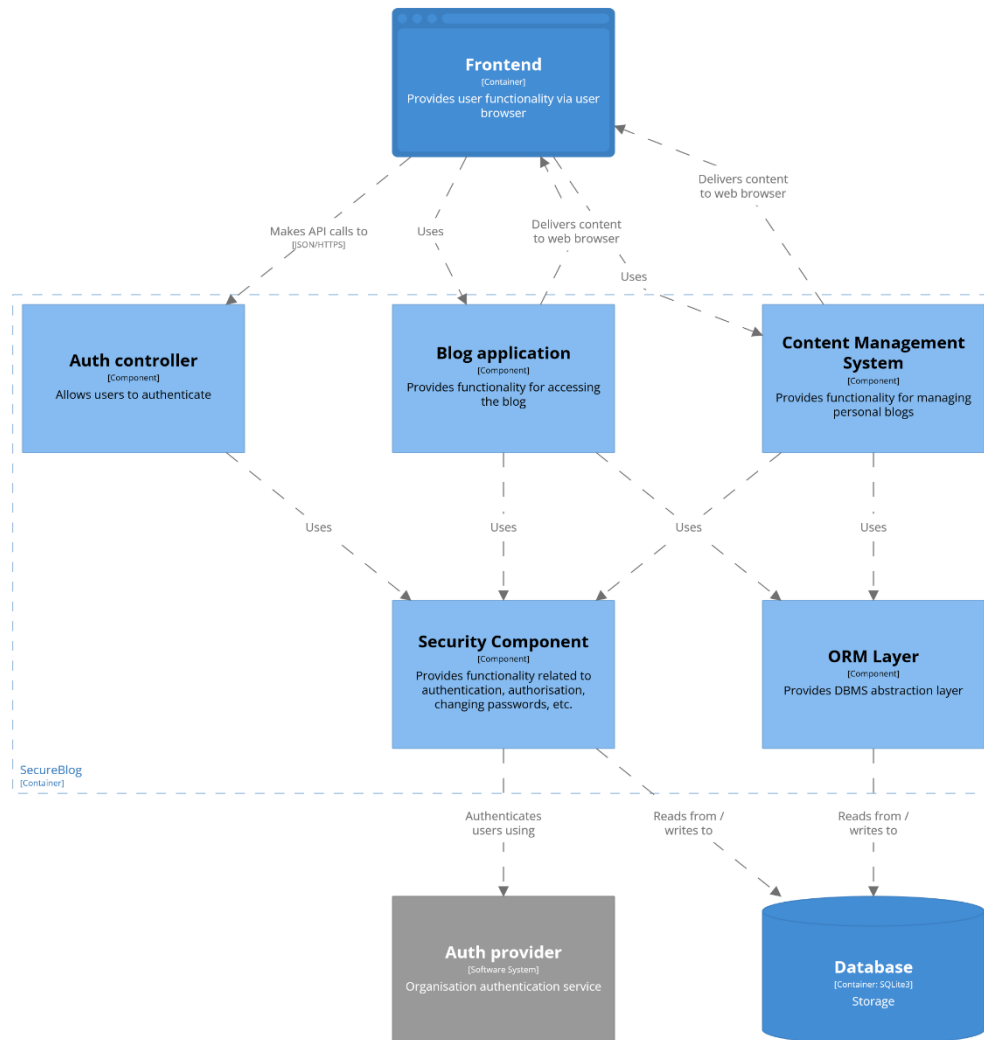 Frontend
[Container]
Provides user functionality via user
browser
Delivers content
to web browser
Makes API calls to
[JSON/HTTPS]
Uses
Delivers content
to web browser
Uses
Auth controller
[Component]
Allows users to authenticate
Blog application
[Component]
Provides functionality for accessing
the blog
Content Management
System
[Component]
Provides functionality for managing
personal blogs
Uses
Uses
Uses
Uses
Security Component
[Component]
Provides functionality related to
authentication, authorisation,
changing passwords, etc.
ORM Layer
[Component]
Provides DBMS abstraction layer
SecureBlog
[Container]
Authenticates
users using
Reads from /
writes to
Reads from /
writes to
Auth provider
[Software System]
Organisation authentication service
Database
[Container: SQLite3]
Storage